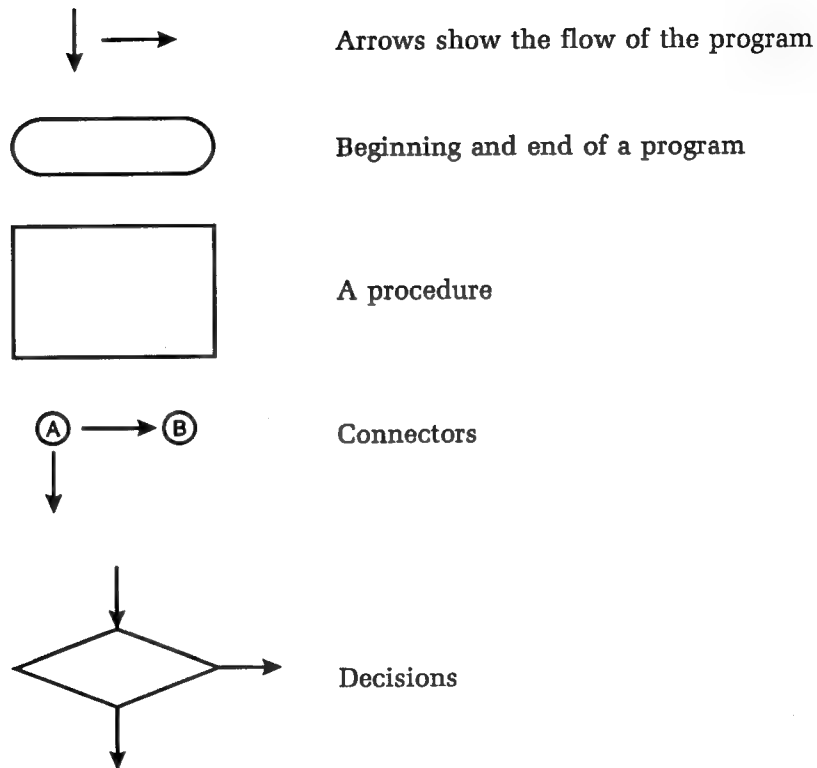 Arrows show the flow of the program
Beginning and end of a program
A procedure
A B Connectors
Decisions